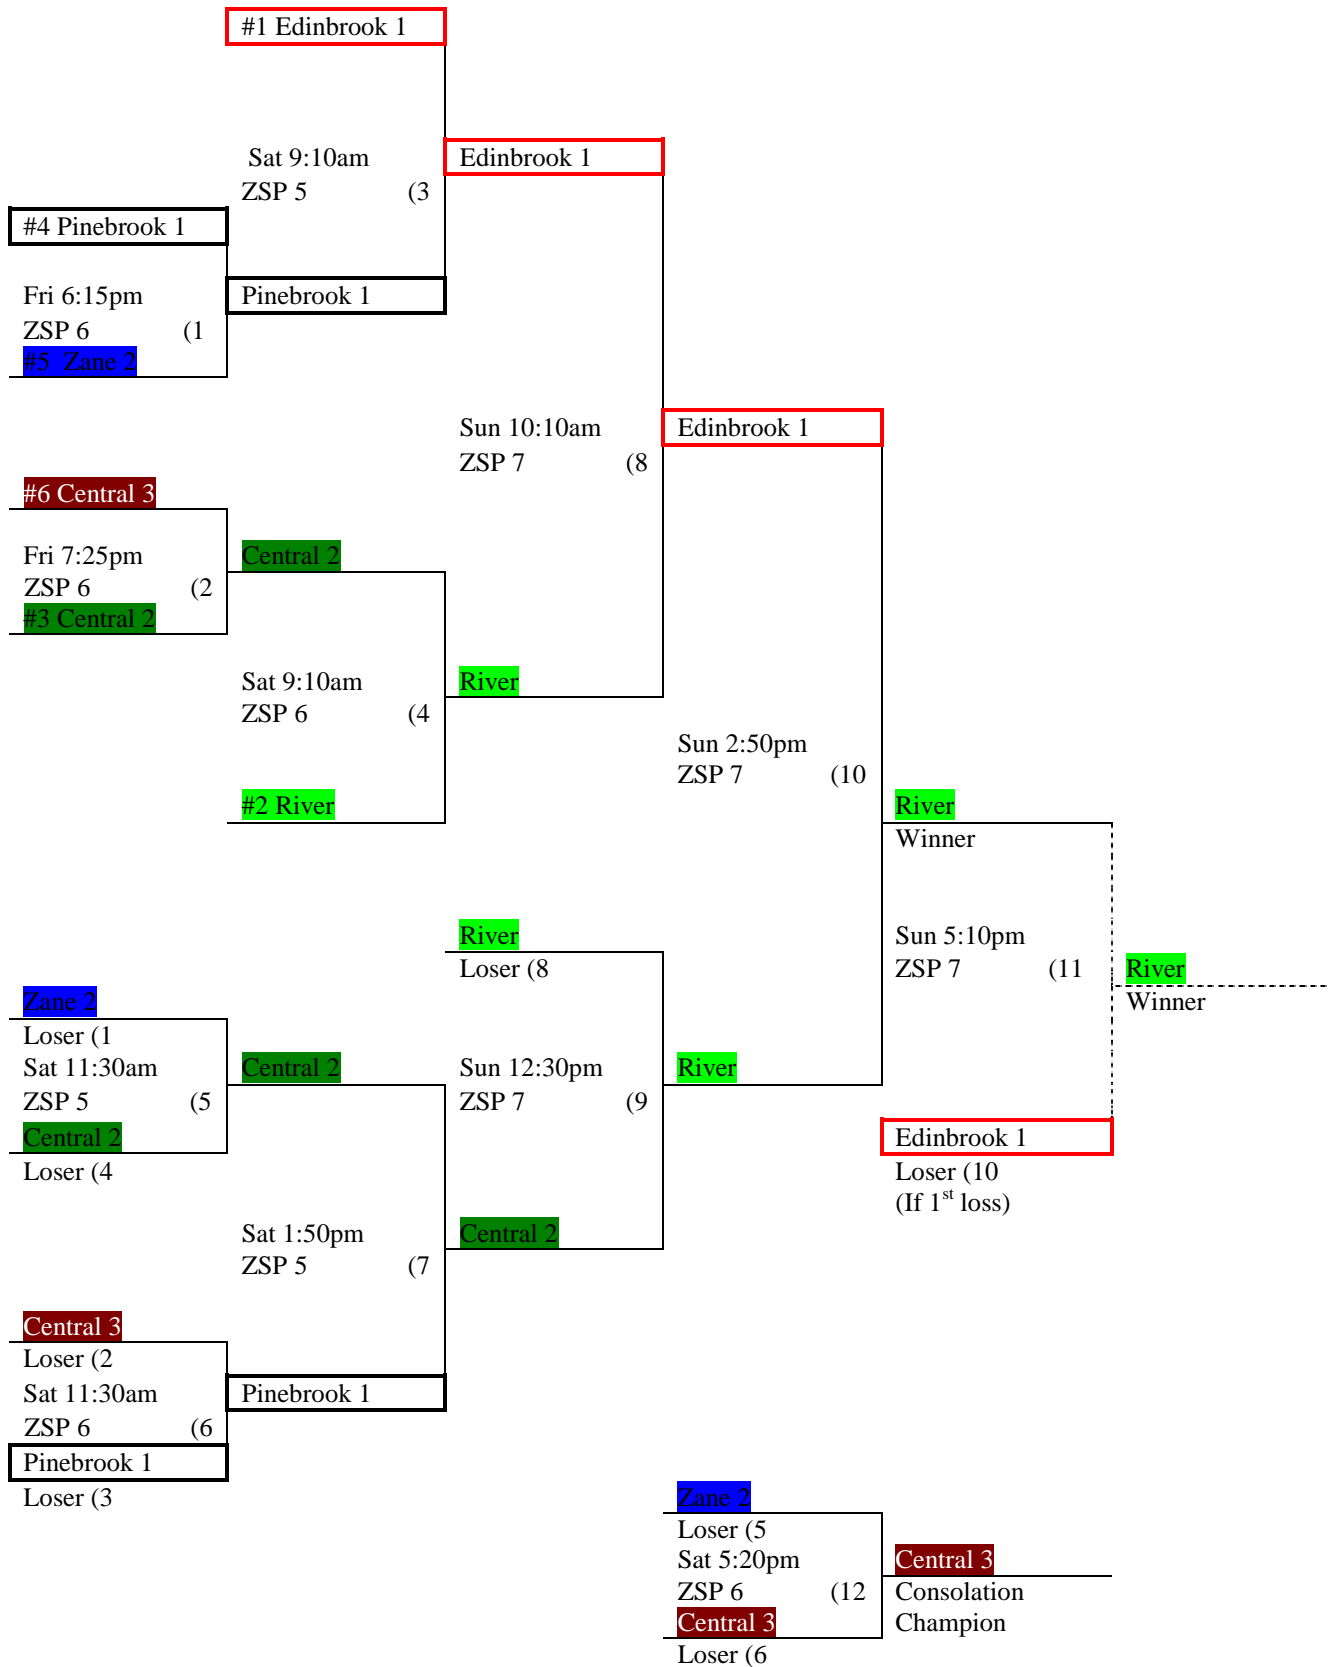 #1 Edinbrook 1
Sat 9:10am
Edinbrook 1
ZSP 5 (3
#4 Pinebrook 1
Fri 6:15pm
Pinebrook 1
ZSP 6 (1
#5 Zane 2
Sun 10:10am
Edinbrook 1
ZSP 7 (8
#6 Central 3
Fri 7:25pm
Central 2
ZSP 6 (2
#3 Central 2
Sat 9:10am
River
ZSP 6 (4
Sun 2:50pm
ZSP 7 (10
#2 River
River
Winner
River
Sun 5:10pm
Loser (8
ZSP 7 (11
River
Zane 2
Winner
Loser (1
Sat 11:30am
Central 2
Sun 12:30pm
River
ZSP 5 (5
ZSP 7 (9
Central 2
Edinbrook 1
Loser (4
Loser (10
(If 1st loss)
Sat 1:50pm
Central 2
ZSP 5 (7
Central 3
Loser (2
Sat 11:30am
Pinebrook 1
ZSP 6 (6
Pinebrook 1
Loser (3
Zane 2
Loser (5
Sat 5:20pm
Central 3
ZSP 6 (12
Consolation
Central 3
Champion
Loser (6